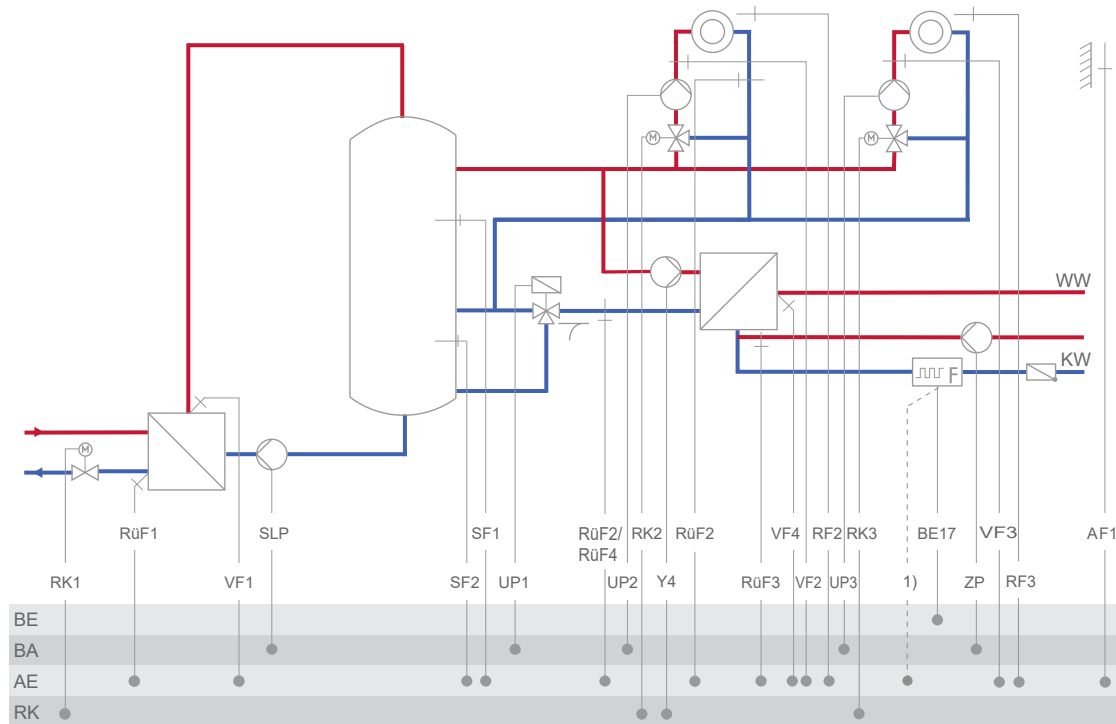 M
M
WW
KW
F
M
RüF1
SLP
SF1
RüF2/
RüF4
RK2
RüF2
VF4
RF2
RK3
BE17
VF3
AF1
RK1
VF1
SF2
UP1
UP2
Y4
RüF3
VF2
UP3
1)
ZP
RF3
BE
BA
AE
RK